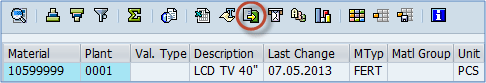 Material Plant Val. Type Description Last Change MTyp Matl Group Unit
10599999 0001 LCD TV 40" 07.05.2013 FERT PCS